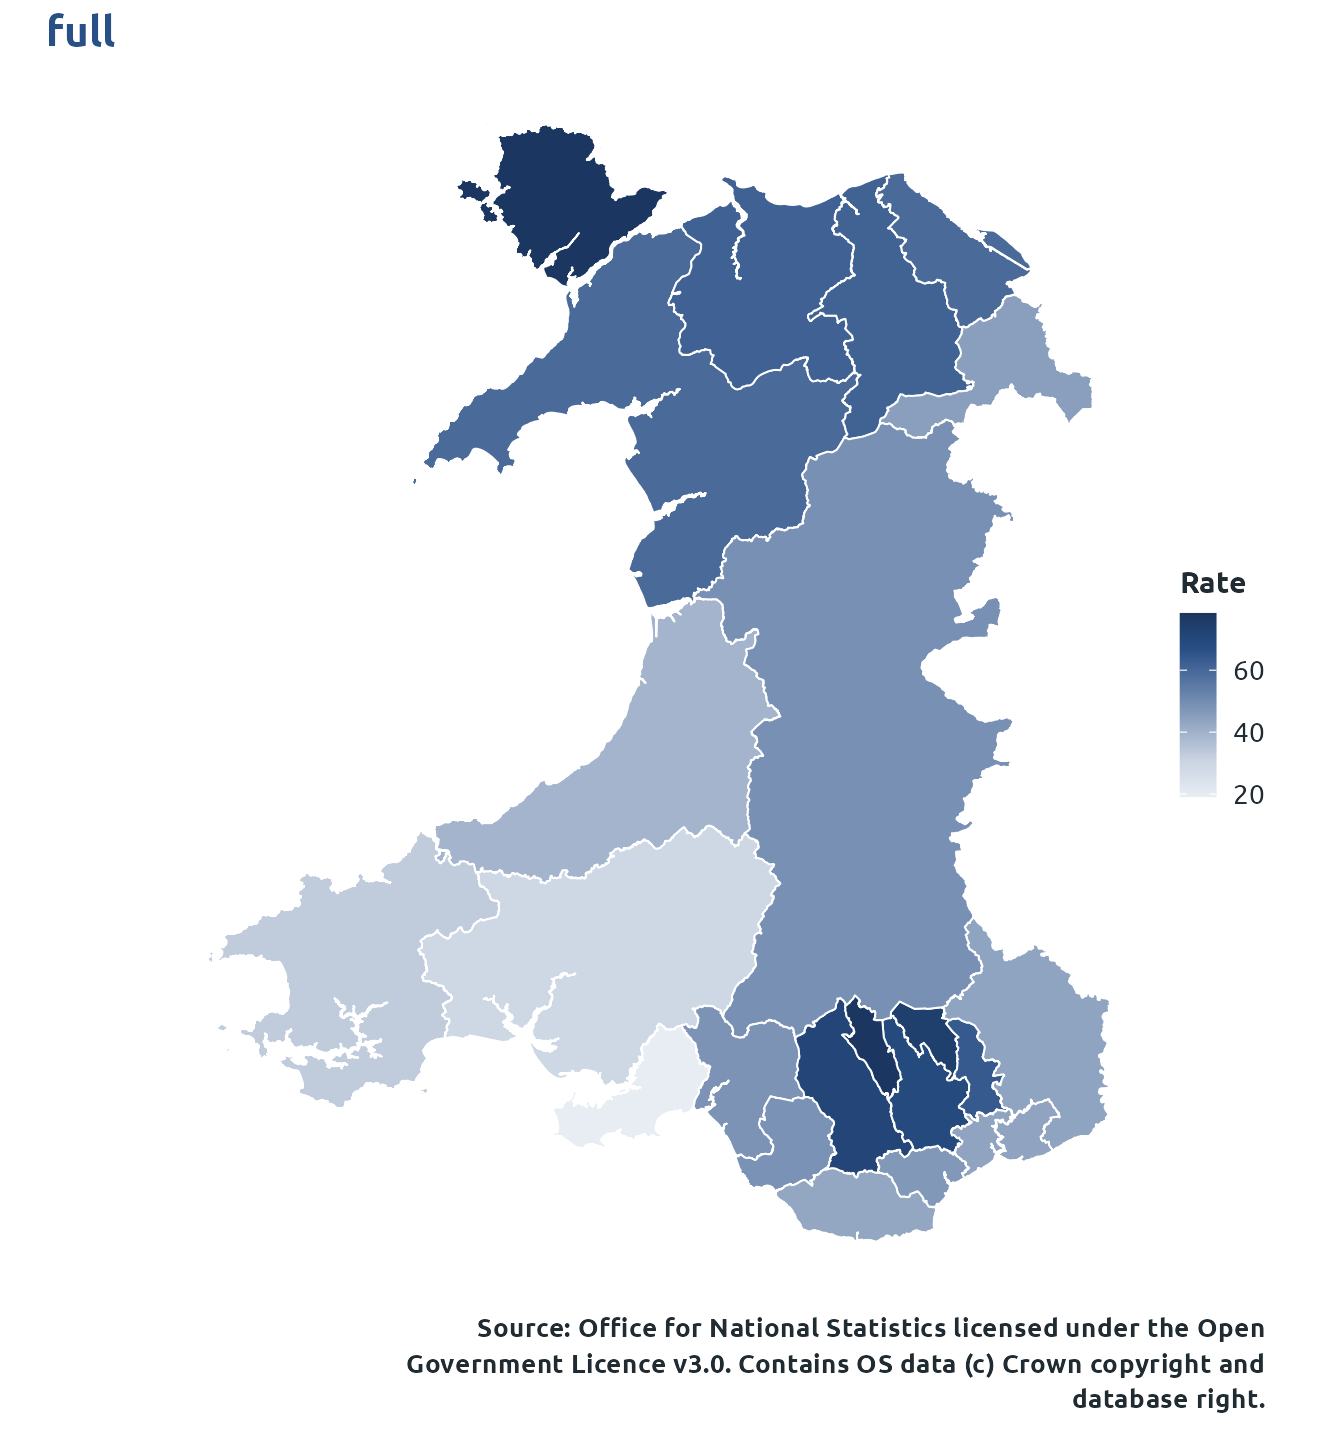 full
Rate
60
40
20
Source: Office for National Statistics licensed under the Open
Government Licence v3.0. Contains OS data (c) Crown copyright and
database right.